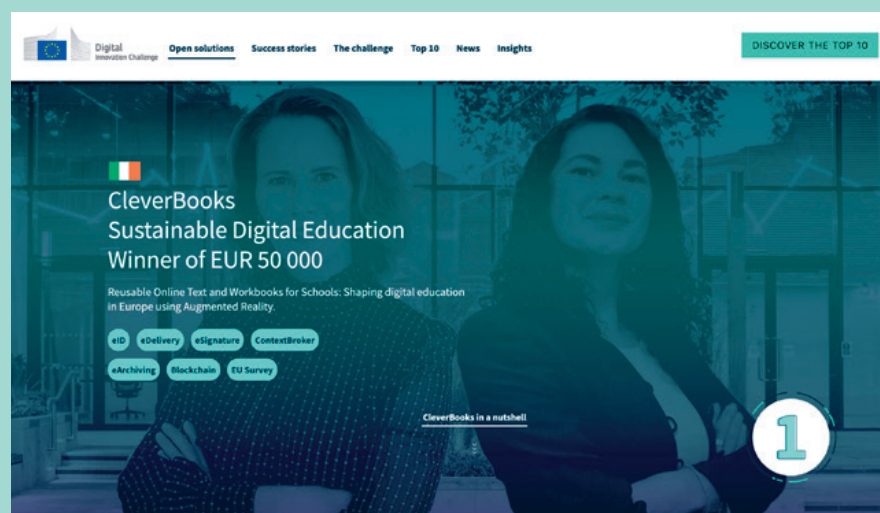 Digital
Innovation Challenge
Open solutions
Success stories
The challenge
Top 10
News
Insights
DISCOVER THE TOP 10
CleverBooks
Sustainable Digital Education
Winner of EUR 50 000
Reusable Online Text and Workbooks for Schools: Shaping digital education
in Europe using Augmented Reality.
eID
eDelivery
eSignature
ContextBroker
eArchiving
Blockchain
EU Survey
CleverBooks in a nutshell
1